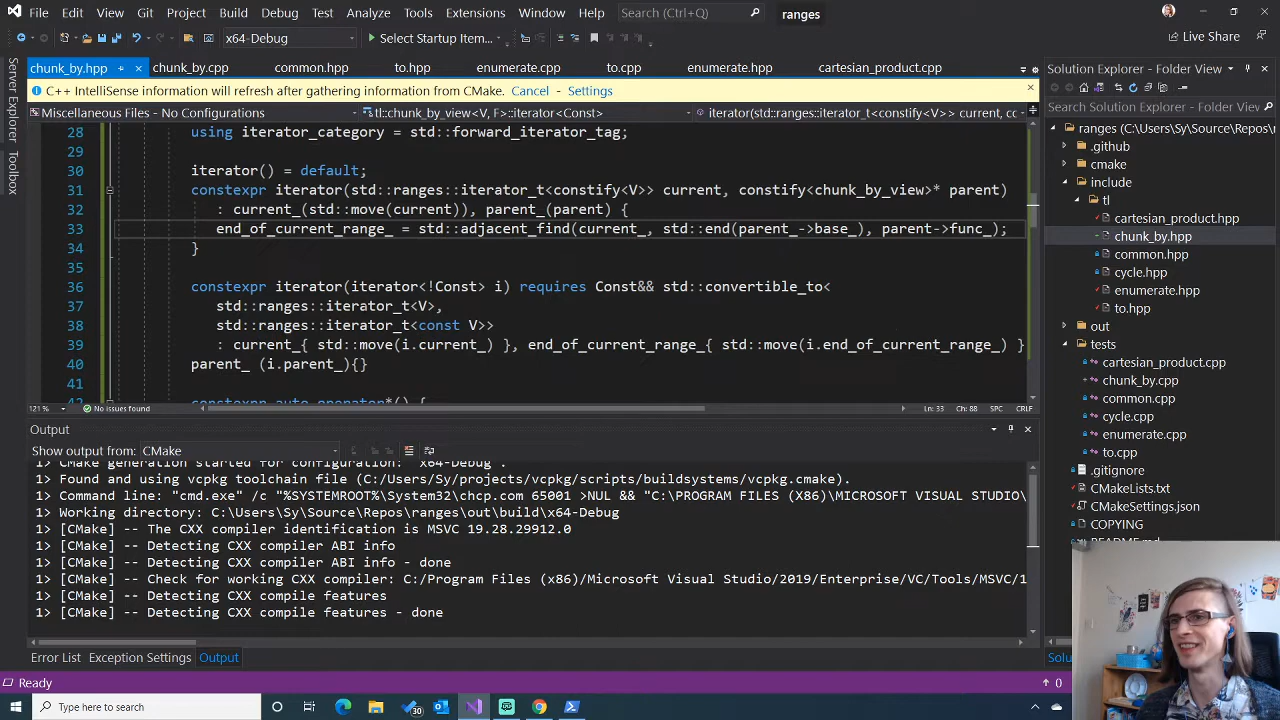 File Edit View Git Project Build Debug Test Analyze Tools Extensions Window Help Search (Ctrl+Q) ranges
x64-Debug Select Startup Item... Live Share
Server Explorer
Toolbox
chunk_by.hpp chunk_by.cpp common.hpp to.hpp enumerate.cpp to.cpp enumerate.hpp cartesian_product.cpp
C++ IntelliSense information will refresh after gathering information from CMake. Cancel - Settings
Miscellaneous Files - No Configurations tl::chunk_by_view<V, F>::iterator<Const> iterator(std::ranges::iterator_t<constify<V>> current, cc
28 using iterator_category = std::forward_iterator_tag;
29
30 iterator() = default;
31 constexpr iterator(std::ranges::iterator_t<constify<V>> current, constify<chunk_by_view>* parent)
32 : current_(std::move(current)), parent_(parent) {
33 end_of_current_range_ = std::adjacent_find(current_, std::end(parent_->base_), parent->func_);
34 }
35
36 constexpr iterator(iterator<!Const> i) requires Const&& std::convertible_to<
37 std::ranges::iterator_t<V>,
38 std::ranges::iterator_t<const V>>
39 : current_{ std::move(i.current_) }, end_of_current_range_{ std::move(i.end_of_current_range_) }
40 parent_ (i.parent_){}
41
constexpr auto operator*() {
121 % No issues found Ln: 33 Ch: 88 SPC CRLF
Output
Show output from: CMake
1> CMake generation started for configuration: "x64-Debug".
1> Found and using vcpkg toolchain file (C:/Users/Sy/projects/vcpkg/scripts/buildsystems/vcpkg.cmake).
1> Command line: "cmd.exe" /c "%SYSTEMROOT%\System32\chcp.com 65001 >NUL && "C:\PROGRAM FILES (X86)\MICROSOFT VISUAL STUDIO\
1> Working directory: C:\Users\Sy\Source\Repos\ranges\out\build\x64-Debug
1> [CMake] -- The CXX compiler identification is MSVC 19.28.29912.0
1> [CMake] -- Detecting CXX compiler ABI info
1> [CMake] -- Detecting CXX compiler ABI info - done
1> [CMake] -- Check for working CXX compiler: C:/Program Files (x86)/Microsoft Visual Studio/2019/Enterprise/VC/Tools/MSVC/1
1> [CMake] -- Detecting CXX compile features
1> [CMake] -- Detecting CXX compile features - done
Error List Exception Settings Output
Solution Explorer - Folder View
Search Solution Explorer - Folder View
ranges (C:\Users\Sy\Source\Repos\
.github
cmake
include
tl
cartesian_product.hpp
chunk_by.hpp
common.hpp
cycle.hpp
enumerate.hpp
to.hpp
out
tests
cartesian_product.cpp
chunk_by.cpp
common.cpp
cycle.cpp
enumerate.cpp
to.cpp
.gitignore
CMakeLists.txt
CMakeSettings.json
COPYING
README.md
Solu
Ready 0
Type here to search 30